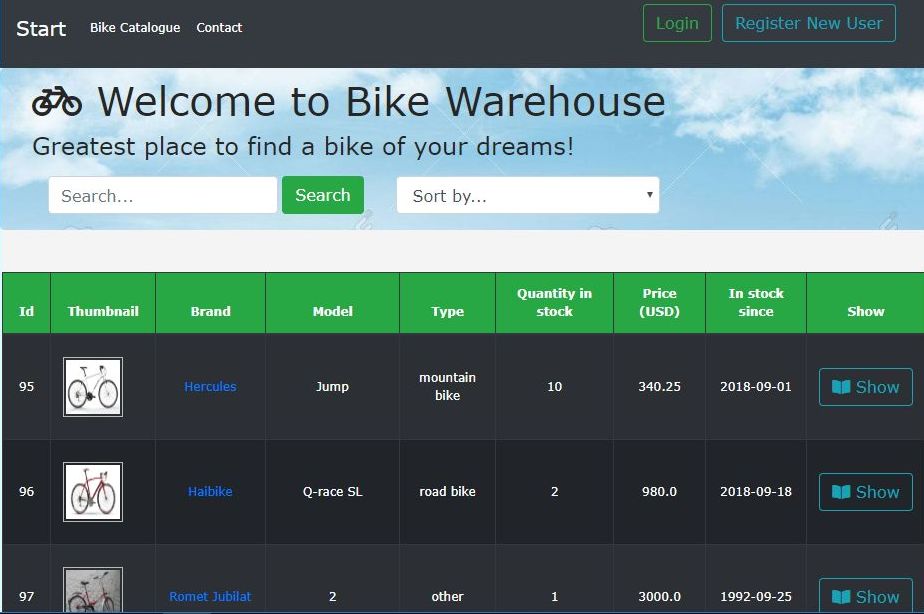 Start Bike Catalogue Contact Login Register New User
Welcome to Bike Warehouse
Greatest place to find a bike of your dreams!
Search... Search Sort by...
Id Thumbnail Brand Model Type Quantity in stock Price (USD) In stock since Show
95 Hercules Jump mountain bike 10 340.25 2018-09-01 Show
96 Haibike Q-race SL road bike 2 980.0 2018-09-18 Show
97 Romet Jubilat 2 other 1 3000.0 1992-09-25 Show